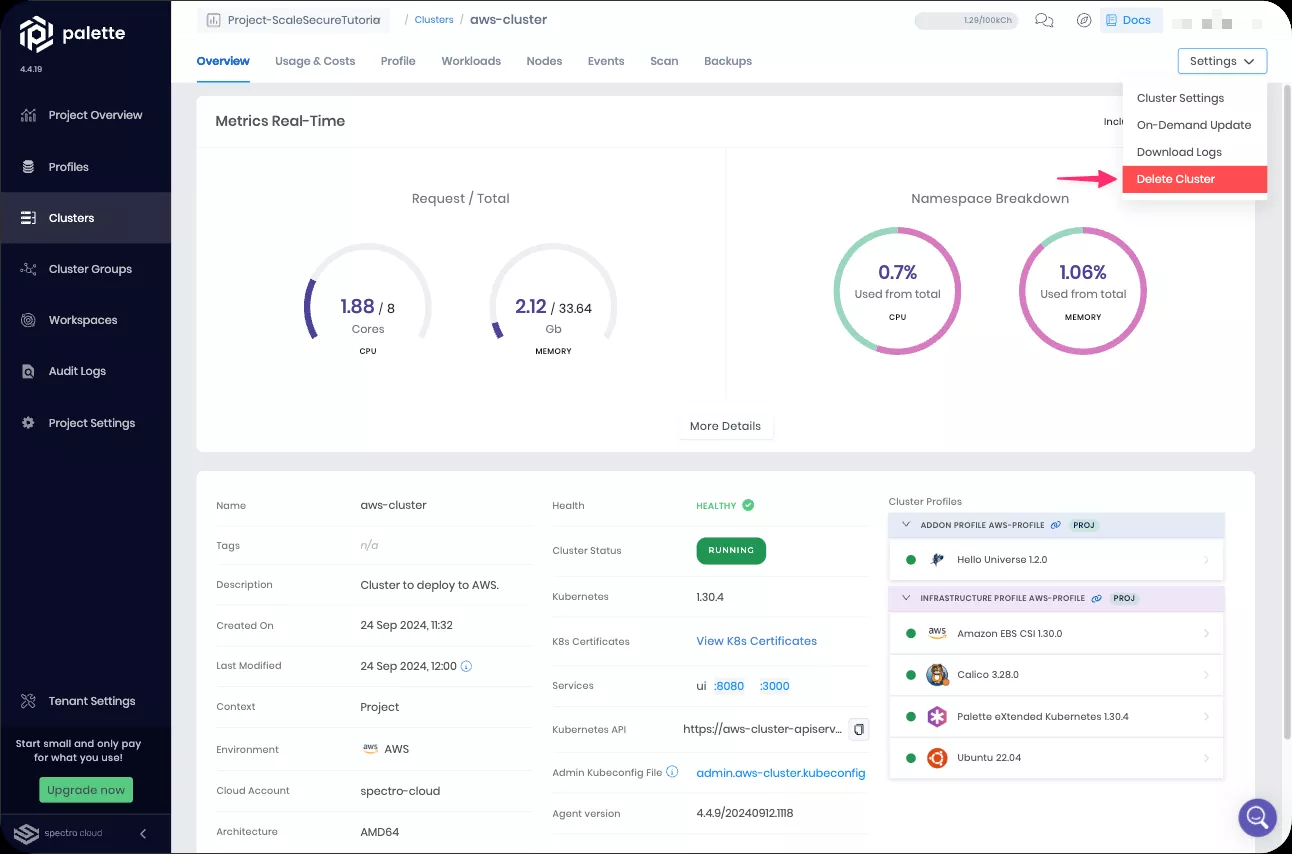 palette
4.4.19
Project Overview
Profiles
Clusters
Cluster Groups
Workspaces
Audit Logs
Project Settings
Tenant Settings
Start small and only pay
for what you use!
Upgrade now
spectro cloud
Project-ScaleSecureTutoria
/ Clusters / aws-cluster
1.29/100kCh
Docs
Overview Usage & Costs Profile Workloads Nodes Events Scan Backups
Settings
Cluster Settings
On-Demand Update
Download Logs
Delete Cluster
Metrics Real-Time
Inclu
Request / Total
1.88 / 8
Cores
CPU
2.12 / 33.64
Gb
MEMORY
Namespace Breakdown
0.7%
Used from total
CPU
1.06%
Used from total
MEMORY
More Details
Name aws-cluster
Tags n/a
Description Cluster to deploy to AWS.
Created On 24 Sep 2024, 11:32
Last Modified 24 Sep 2024, 12:00
Context Project
Environment aws AWS
Cloud Account spectro-cloud
Architecture AMD64
Health HEALTHY
Cluster Status RUNNING
Kubernetes 1.30.4
K8s Certificates View K8s Certificates
Services ui :8080 :3000
Kubernetes API https://aws-cluster-apiserv...
Admin Kubeconfig File admin.aws-cluster.kubeconfig
Agent version 4.4.9/20240912.1118
Cluster Profiles
ADDON PROFILE AWS-PROFILE PROJ
Hello Universe 1.2.0
INFRASTRUCTURE PROFILE AWS-PROFILE PROJ
aws Amazon EBS CSI 1.30.0
Calico 3.28.0
Palette eXtended Kubernetes 1.30.4
Ubuntu 22.04